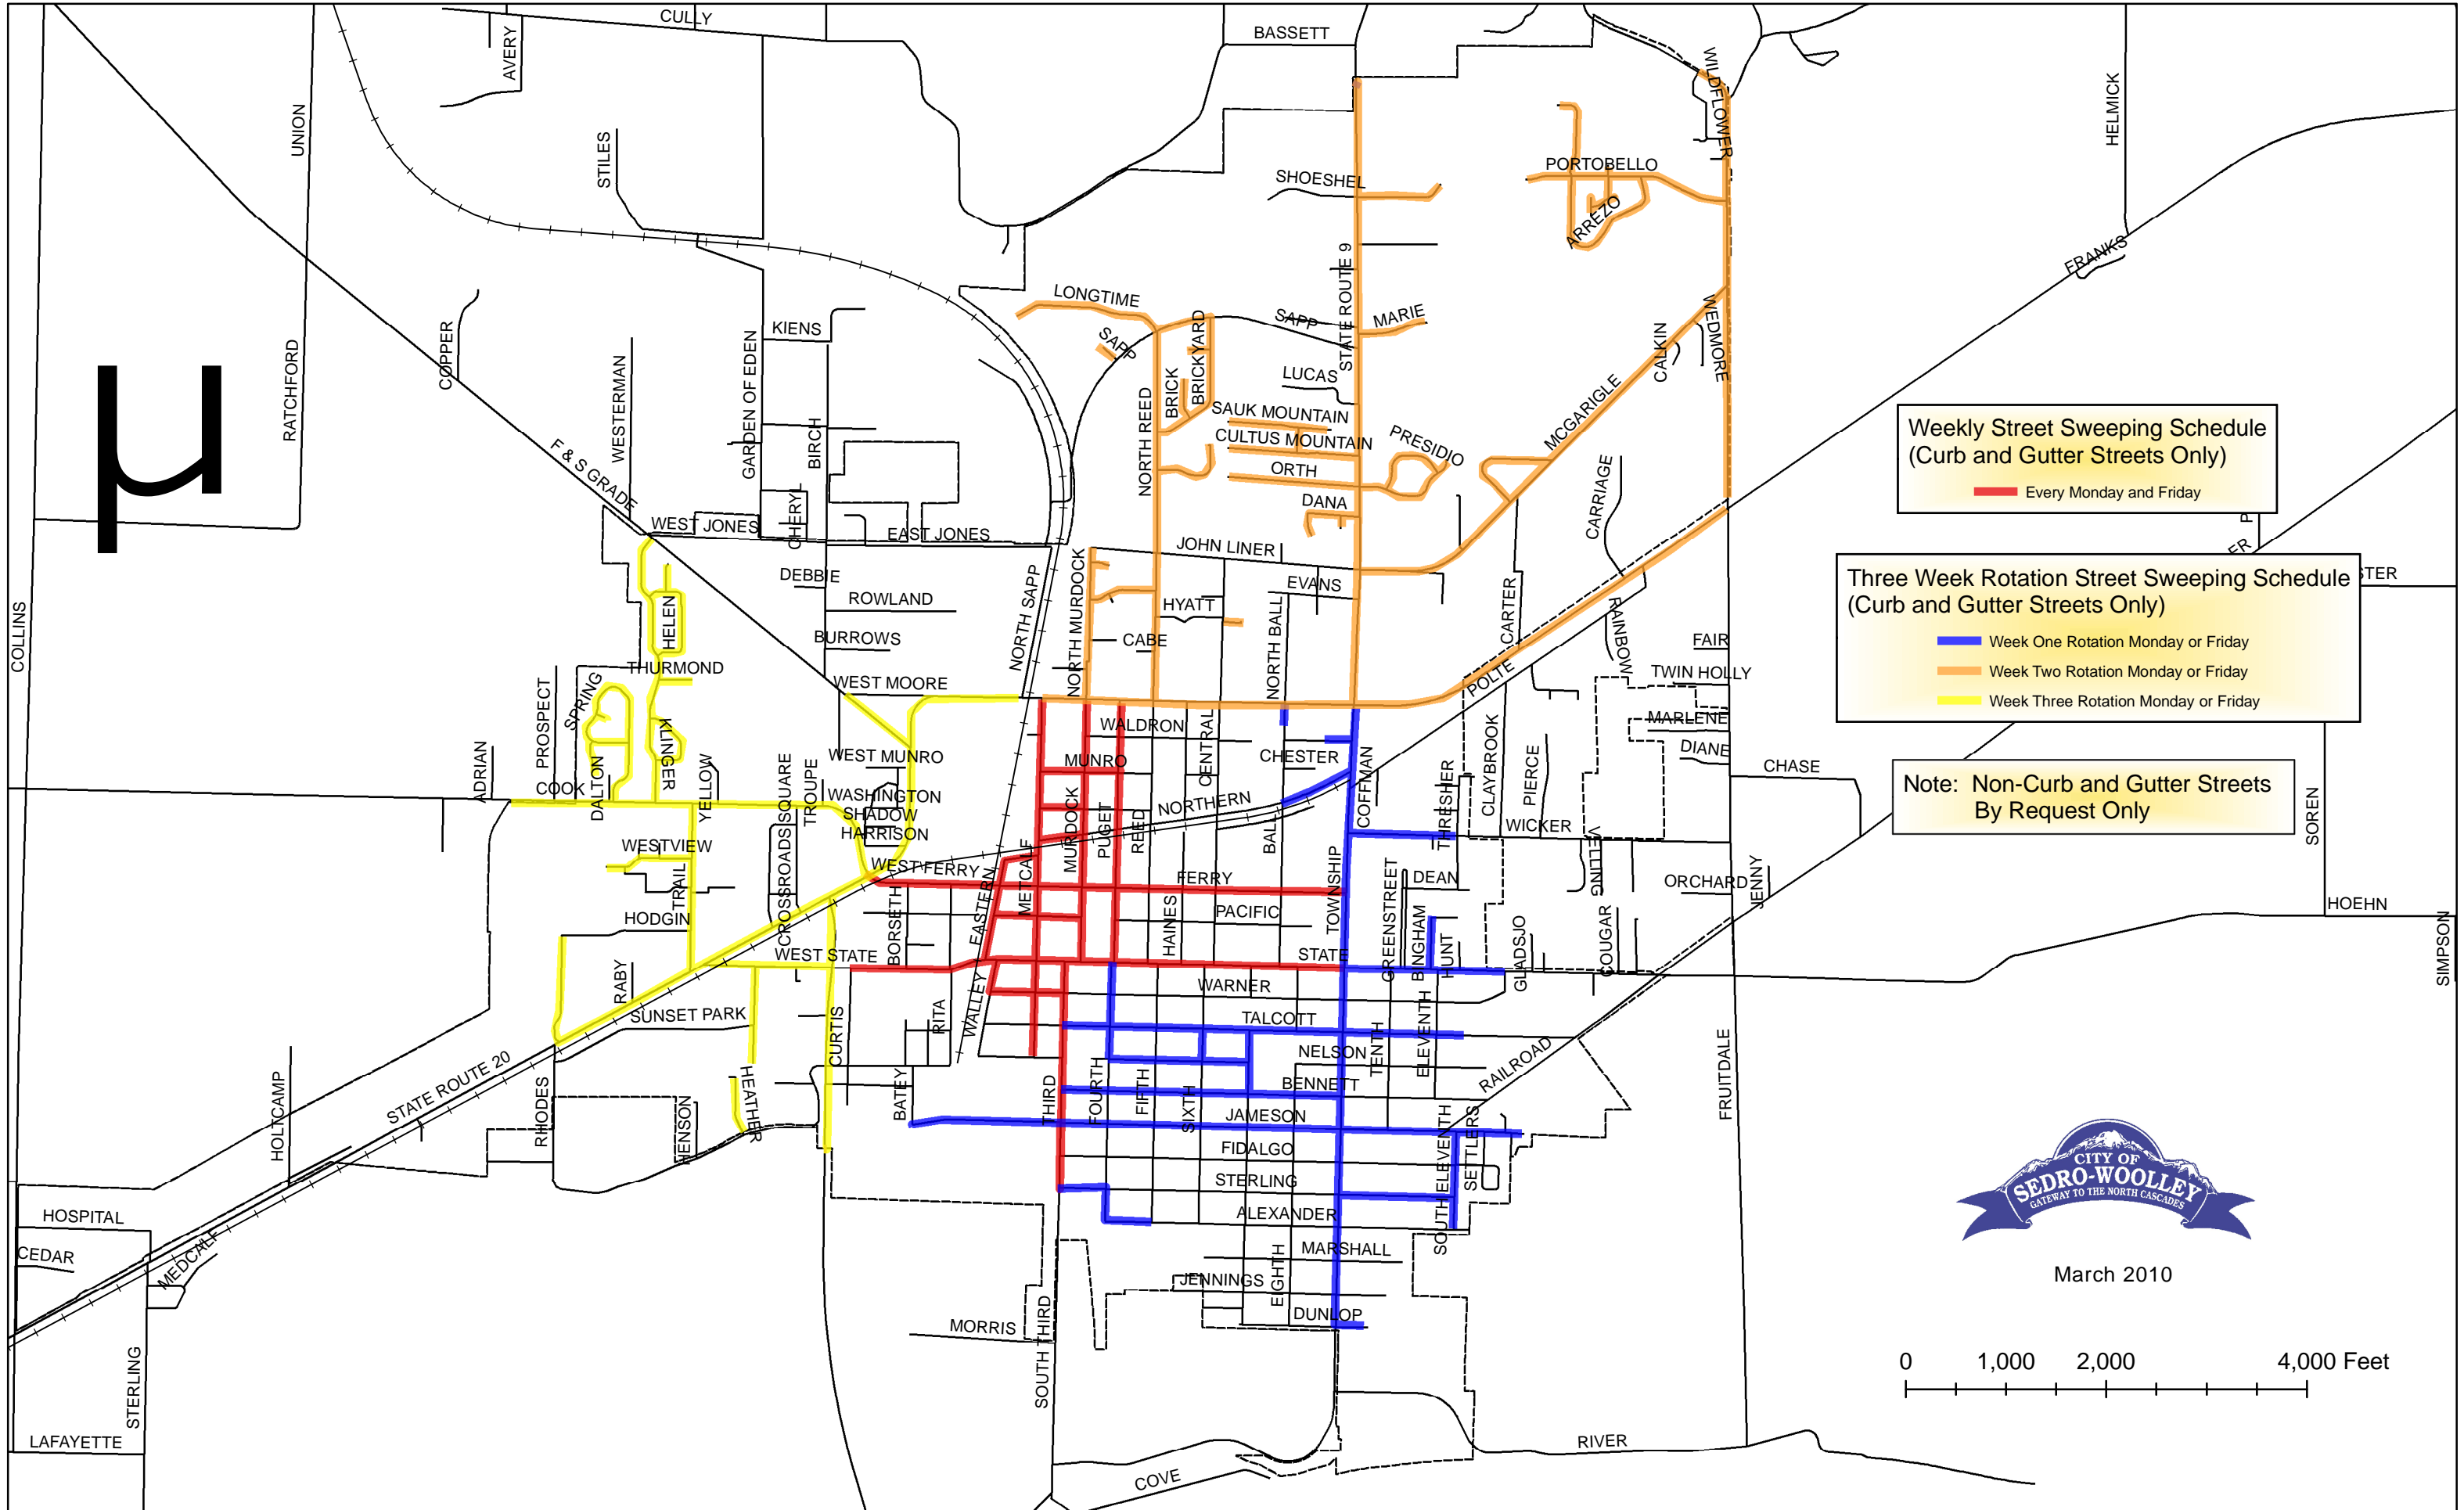 CULLY
AVERY
BASSETT
WILDFLOWER
HELMICK
UNION
STILES
PORTOBELLO
SHOESHEL
ARREZO
STATE ROUTE 9
FRANKS
LONGTIME
SAPP
SAPP
MARIE
WEDMORE
CALKIN
KIENS
COPPER
RATCHFORD
GARDEN OF EDEN
WESTERMAN
BIRCH
BRICK
BRICKYARD
LUCAS
SAUK MOUNTAIN
CULTUS MOUNTAIN
PRESIDIO
MCGARIGLE
NORTH REED
ORTH
DANA
CARRIAGE
µ
Weekly Street Sweeping Schedule
(Curb and Gutter Streets Only)
Every Monday and Friday
F & S GRADE
WEST JONES
CHERYL
EAST JONES
JOHN LINER
ER
STER
Three Week Rotation Street Sweeping Schedule
(Curb and Gutter Streets Only)
Week One Rotation Monday or Friday
Week Two Rotation Monday or Friday
Week Three Rotation Monday or Friday
DEBBIE
ROWLAND
BURROWS
NORTH SAPP
NORTH MURDOCK
EVANS
HYATT
CABE
NORTH BALL
CARTER
RAINBOW
FAIR
COLLINS
HELEN
THURMOND
WEST MOORE
POLTE
TWIN HOLLY
MARLENE
DIANE
PROSPECT
SPRING
KLINGER
WALDRON
CENTRAL
CHESTER
COFFMAN
CLAYBROOK
PIERCE
CHASE
ADRIAN
COOK
DALTON
YELLOW
CROSSROADS SQUARE
TROUPE
WEST MUNRO
WASHINGTON
SHADOW
HARRISON
MUNRO
MURDOCK
PUGET
REED
NORTHERN
BALL
THRESHER
WICKER
VELLING
SOREN
Note: Non-Curb and Gutter Streets
By Request Only
WESTVIEW
TRAIL
WEST FERRY
METCALF
FERRY
TOWNSHIP
GREENSTREET
DEAN
ORCHARD
JENNY
HODGIN
BORSETH
EASTERN
HAINES
PACIFIC
BINGHAM
HUNT
GLADSJO
COUGAR
HOEHN
SIMPSON
WEST STATE
STATE
RABY
SUNSET PARK
CURTIS
RITA
WALLEY
WARNER
TALCOTT
NELSON
TENTH
ELEVENTH
RAILROAD
FRUITDALE
HOLTCAMP
STATE ROUTE 20
RHODES
HENSON
HEATHER
BATEY
THIRD
FOURTH
FIFTH
SIXTH
BENNETT
JAMESON
FIDALGO
STERLING
ALEXANDER
SOUTH ELEVENTH
SETTLERS
CITY OF
SEDRO-WOOLLEY
GATEWAY TO THE NORTH CASCADES
March 2010
HOSPITAL
CEDAR
MEDCALF
MARSHALL
JENNINGS
EIGHTH
DUNLOP
MORRIS
SOUTH THIRD
STERLING
LAFAYETTE
RIVER
COVE
0 1,000 2,000 4,000 Feet